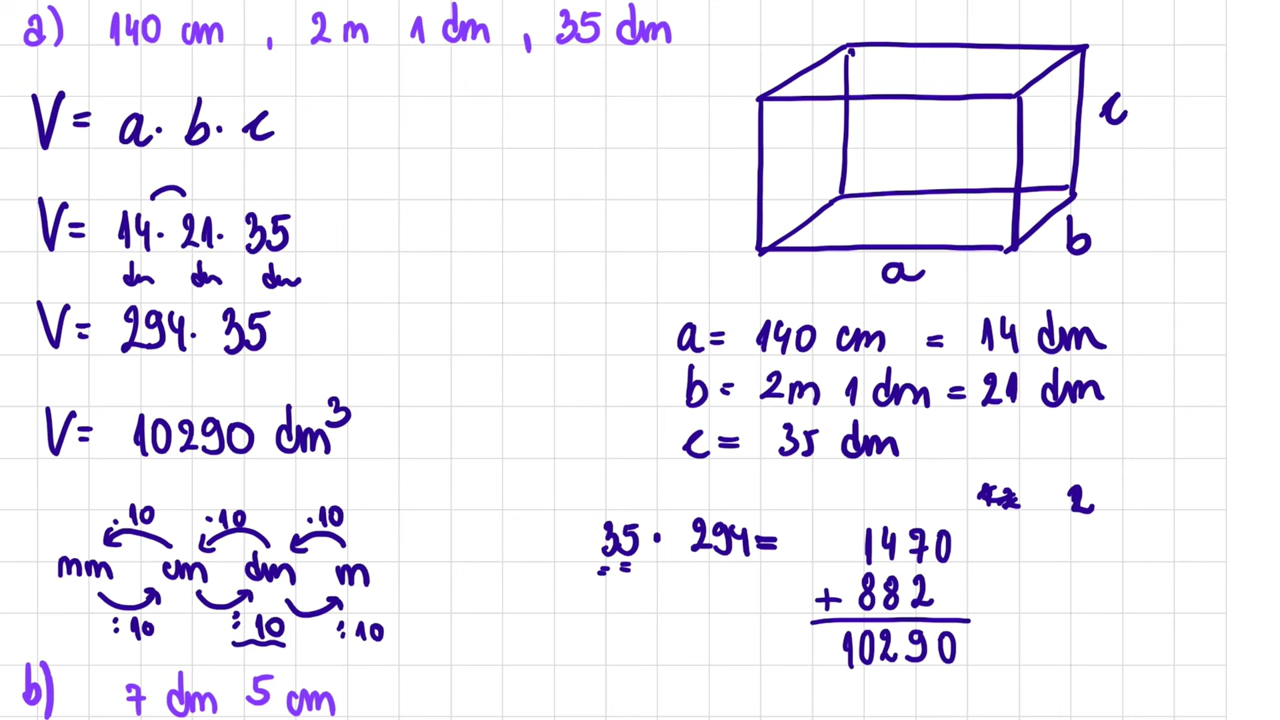 a) 140 cm , 2 m 1 dm , 35 dm
V = a · b · c
V = 14 · 21 · 35
dm dm dm
V = 294 · 35
V = 10290 dm³
c
b
a
a = 140 cm = 14 dm
b = 2m 1 dm = 21 dm
c = 35 dm
·10 ·10 ·10
mm cm dm m
:10 :10 :10
2
35 · 294 = 1470
+ 882
10290
b) 7 dm 5 cm